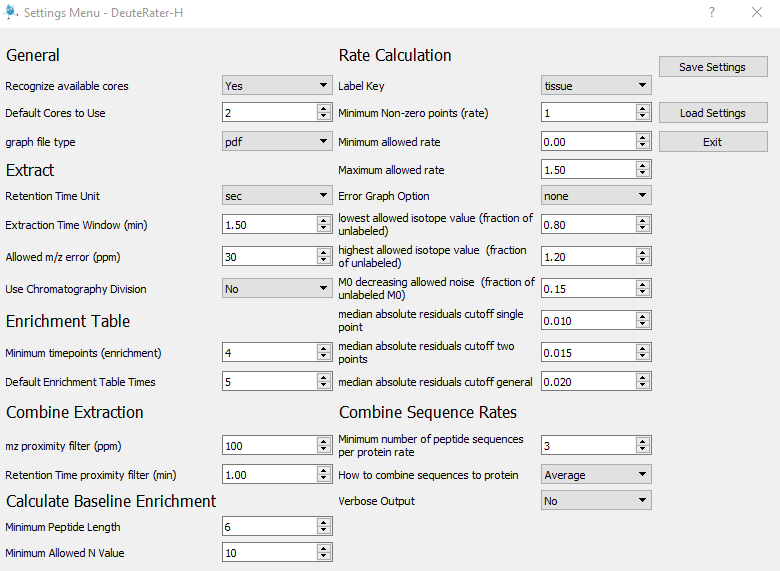 Settings Menu - DeuteRater-H
?
General
Recognize available cores
Yes
Default Cores to Use
2
graph file type
pdf
Extract
Retention Time Unit
sec
Extraction Time Window (min)
1.50
Allowed m/z error (ppm)
30
Use Chromatography Division
No
Enrichment Table
Minimum timepoints (enrichment)
4
Default Enrichment Table Times
5
Combine Extraction
mz proximity filter (ppm)
100
Retention Time proximity filter (min)
1.00
Calculate Baseline Enrichment
Minimum Peptide Length
6
Minimum Allowed N Value
10
Rate Calculation
Label Key
tissue
Minimum Non-zero points (rate)
1
Minimum allowed rate
0.00
Maximum allowed rate
1.50
Error Graph Option
none
lowest allowed isotope value (fraction of
unlabeled)
0.80
highest allowed isotope value (fraction
of unlabeled)
1.20
M0 decreasing allowed noise (fraction of
unlabeled M0)
0.15
median absolute residuals cutoff single
point
0.010
median absolute residuals cutoff two
points
0.015
median absolute residuals cutoff general
0.020
Combine Sequence Rates
Minimum number of peptide sequences
per protein rate
3
How to combine sequences to protein
Average
Verbose Output
No
Save Settings
Load Settings
Exit